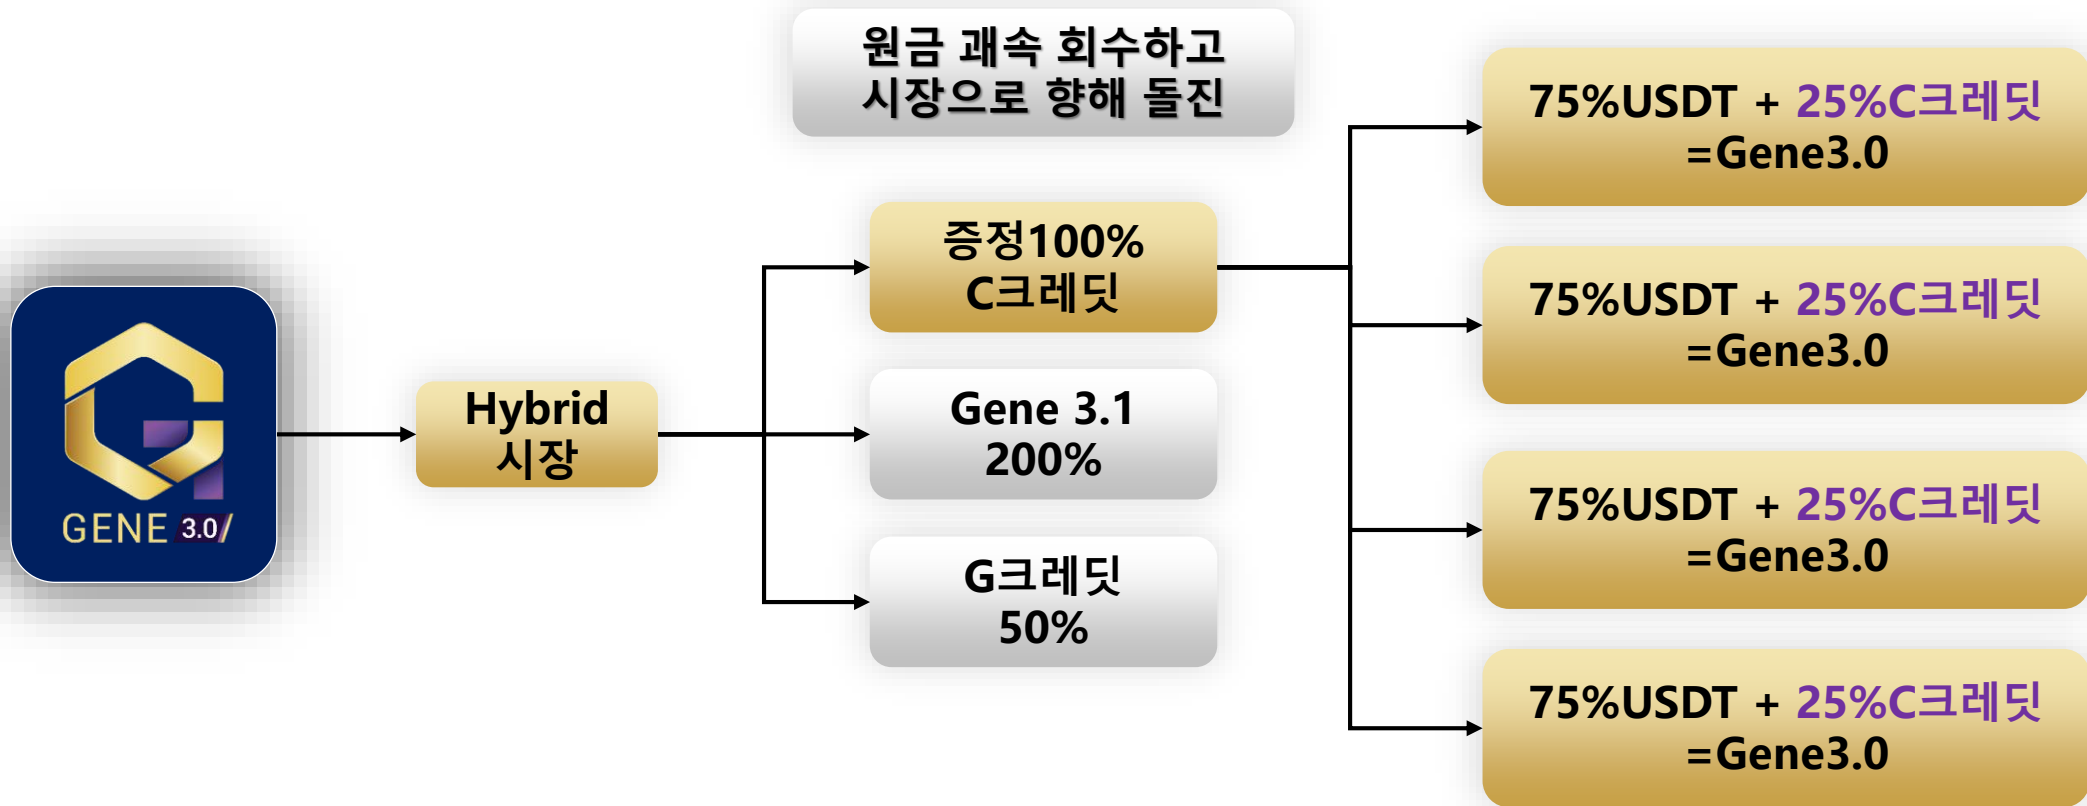 원금 괘속 회수하고
시장으로 향해 돌진
GENE 3.0/
Hybrid
시장
증정100%
C크레딧
Gene 3.1
200%
G크레딧
50%
75%USDT + 25%C크레딧
=Gene3.0
75%USDT + 25%C크레딧
=Gene3.0
75%USDT + 25%C크레딧
=Gene3.0
75%USDT + 25%C크레딧
=Gene3.0